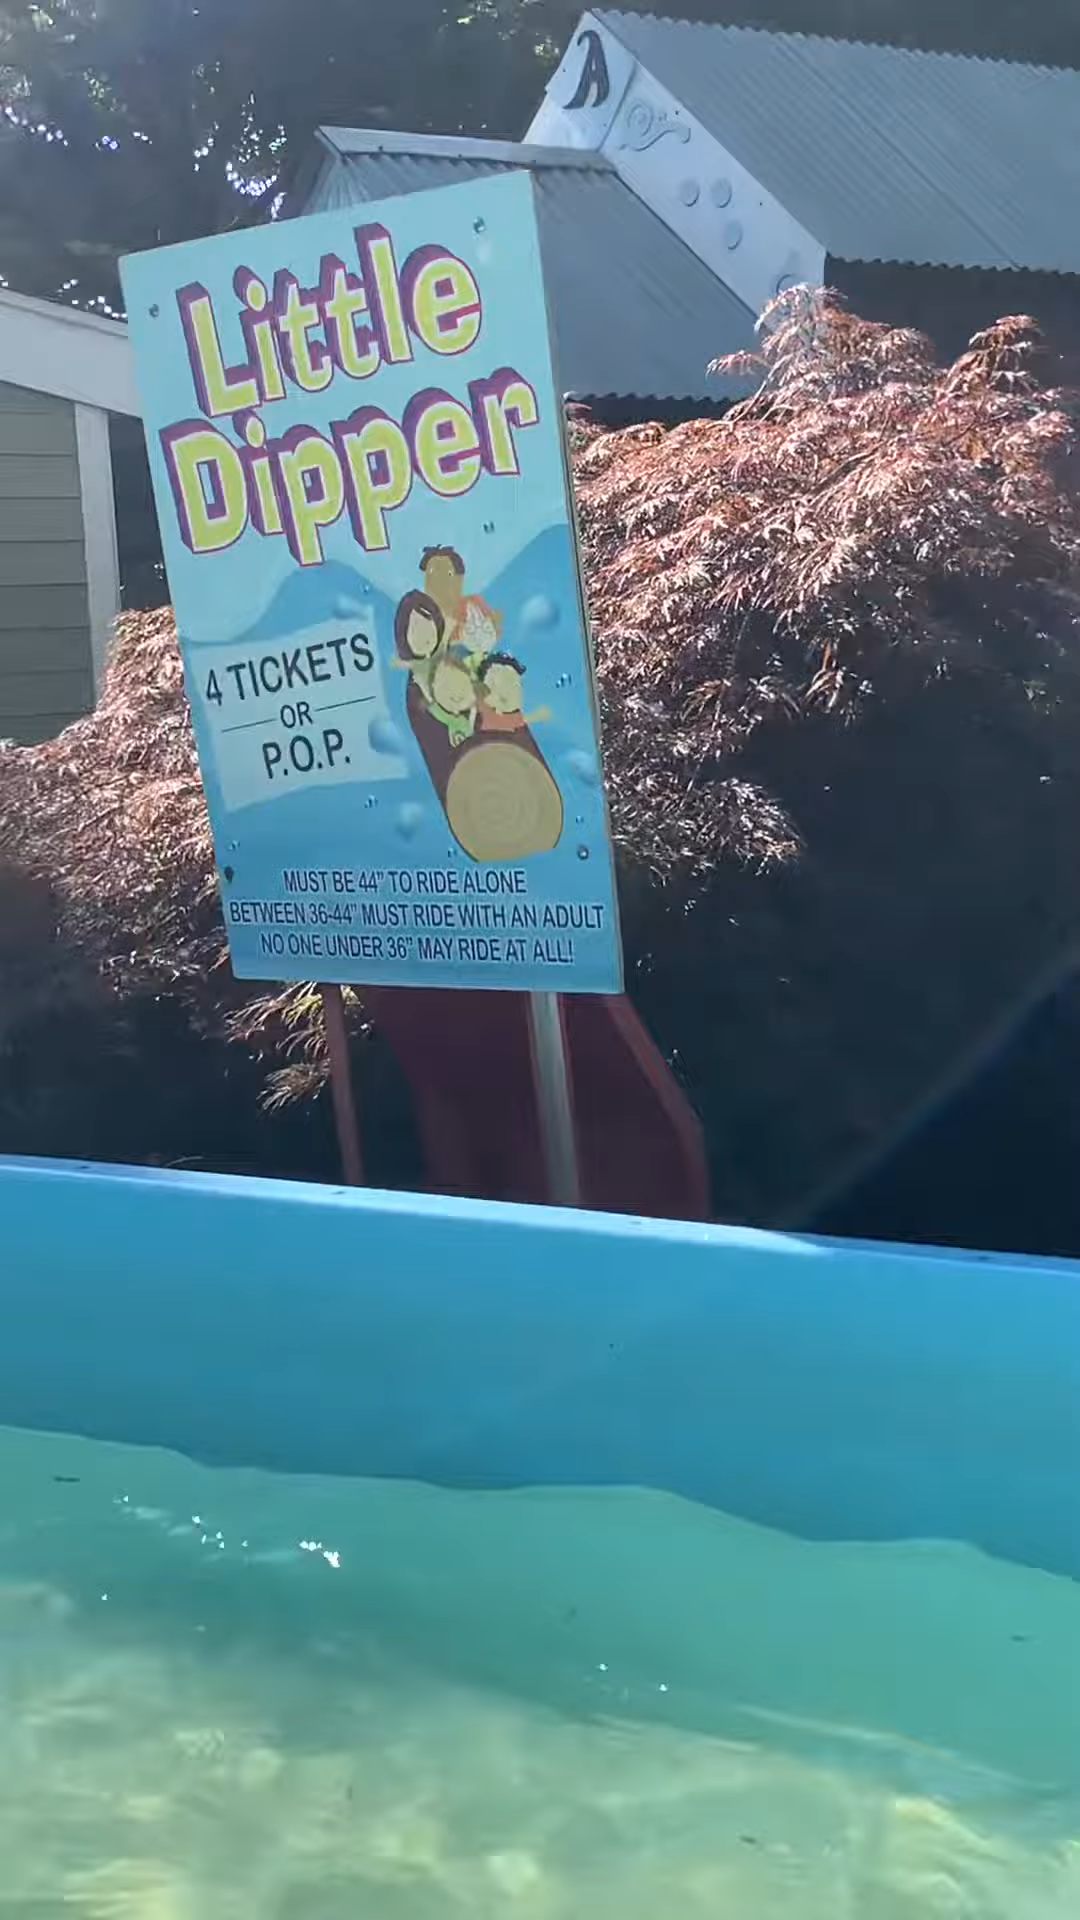 A
Little
Dipper
4 TICKETS
OR
P.O.P.
MUST BE 44" TO RIDE ALONE
BETWEEN 36-44" MUST RIDE WITH AN ADULT
NO ONE UNDER 36" MAY RIDE AT ALL!